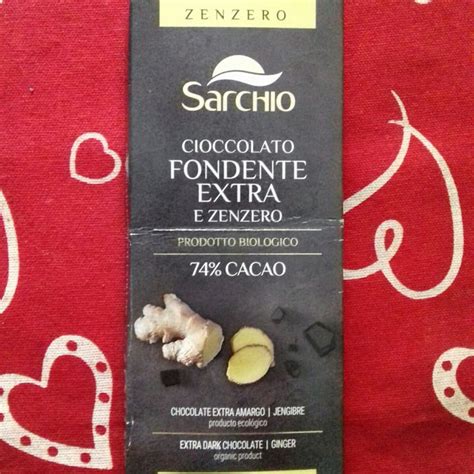 ZENZERO
Sarchio
CIOCCOLATO
FONDENTE
EXTRA
E ZENZERO
PRODOTTO BIOLOGICO
74% CACAO
CHOCOLATE EXTRA AMARGO | JENGIBRE
producto ecológico
EXTRA DARK CHOCOLATE | GINGER
organic product